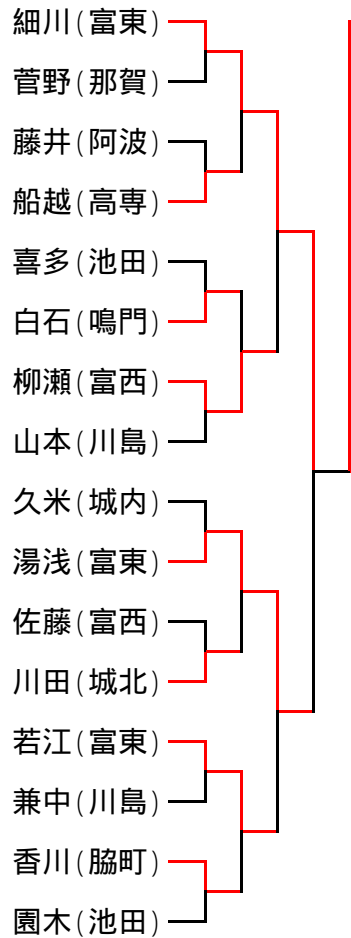 細川(富東)
菅野(那賀)
藤井(阿波)
船越(高専)
喜多(池田)
白石(鳴門)
柳瀬(富西)
山本(川島)
久米(城内)
湯浅(富東)
佐藤(富西)
川田(城北)
若江(富東)
兼中(川島)
香川(脇町)
園木(池田)